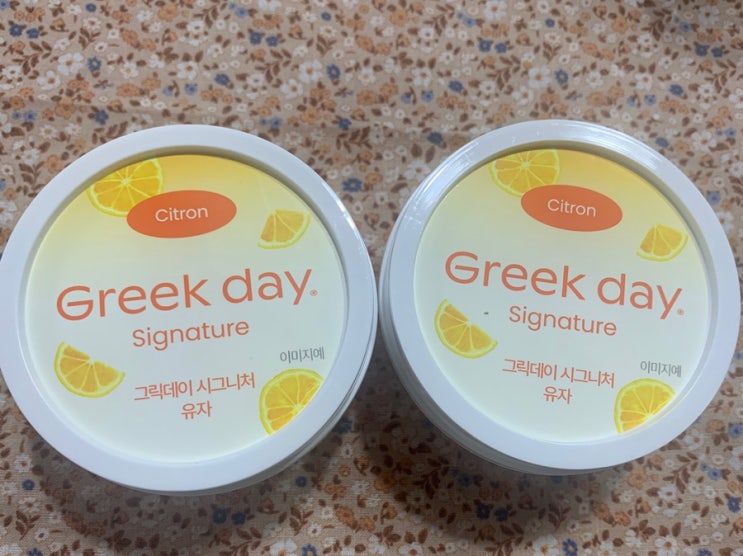 Citron
Greek day®
Signature
이미지예
그릭데이 시그니처
유자
Citron
Greek day®
Signature
이미지예
그릭데이 시그니처
유자